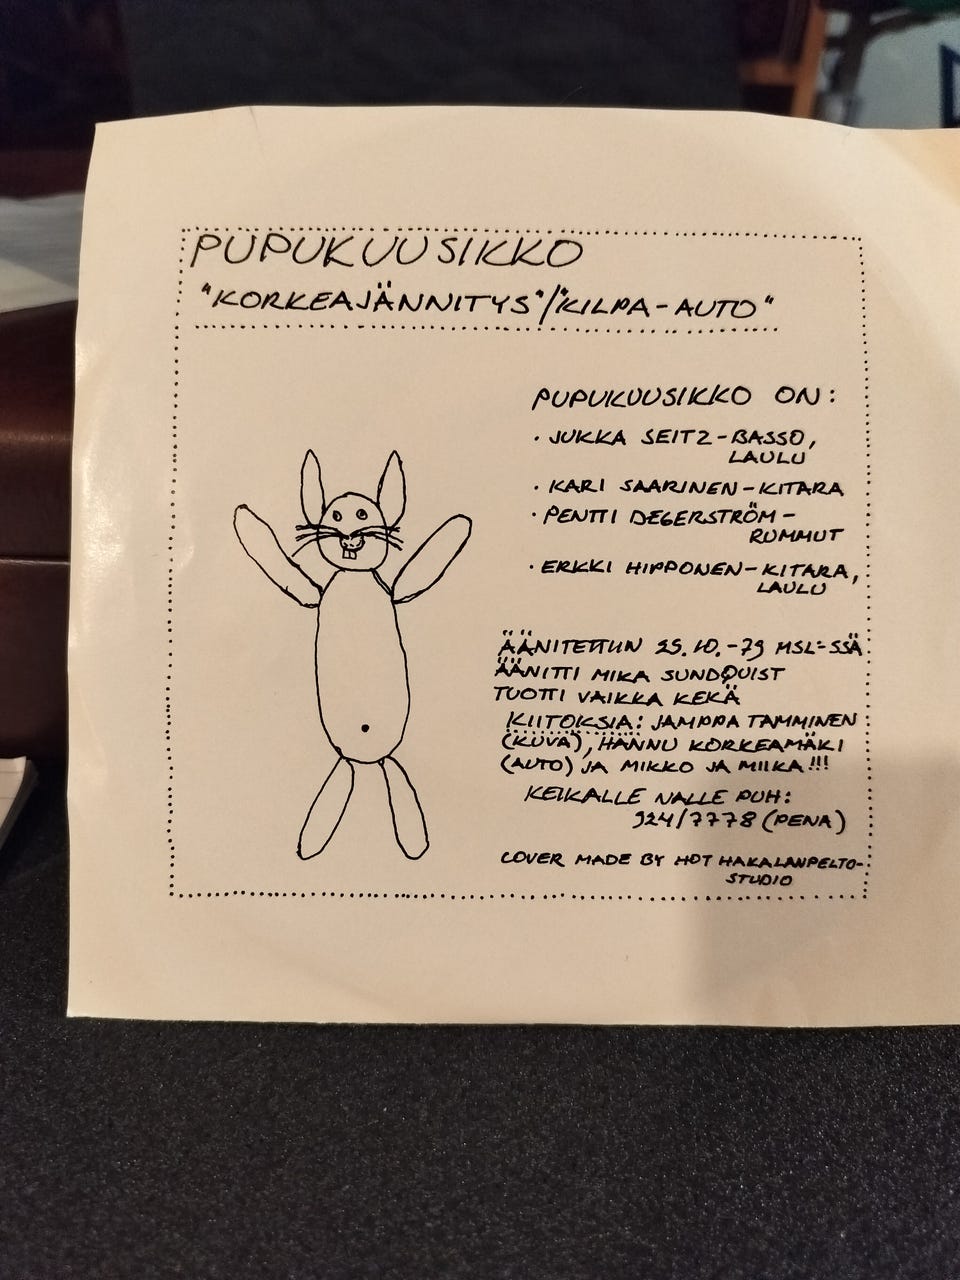 PUPUKUUSIKKO
"KORKEAJÄNNITYS"/"KILPA-AUTO"
PUPUKUUSIKKO ON:
· JUKKA SEITZ-BASSO,
LAULU
· KARI SAARINEN-KITARA
· PENTTI DEGERSTRÖM-
RUMMUT
· ERKKI HIPPONEN-KITARA,
LAULU
ÄÄNITETTIIN 25.10.-79 MSL:SSÄ
ÄÄNITTI MIKA SUNDQUIST
TUOTTI VAIKKA KEKÄ
KIITOKSIA: JAMPPA TAMMINEN
(KUVA), HANNU KORKEAMÄKI
(AUTO) JA MIKKO JA MIIKA!!!
KEIKALLE NALLE PUH:
924/7778 (PENA)
COVER MADE BY HOT HAKALANPELTO-
STUDIO